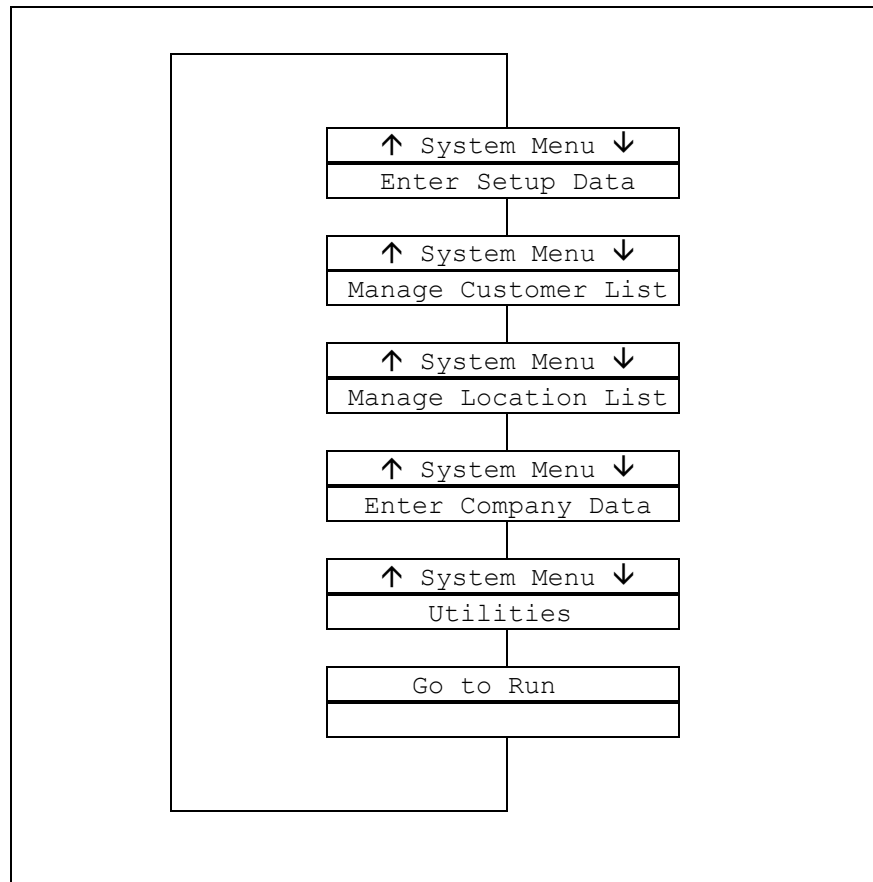 ↑ System Menu ↓
Enter Setup Data
↑ System Menu ↓
Manage Customer List
↑ System Menu ↓
Manage Location List
↑ System Menu ↓
Enter Company Data
↑ System Menu ↓
Utilities
Go to Run